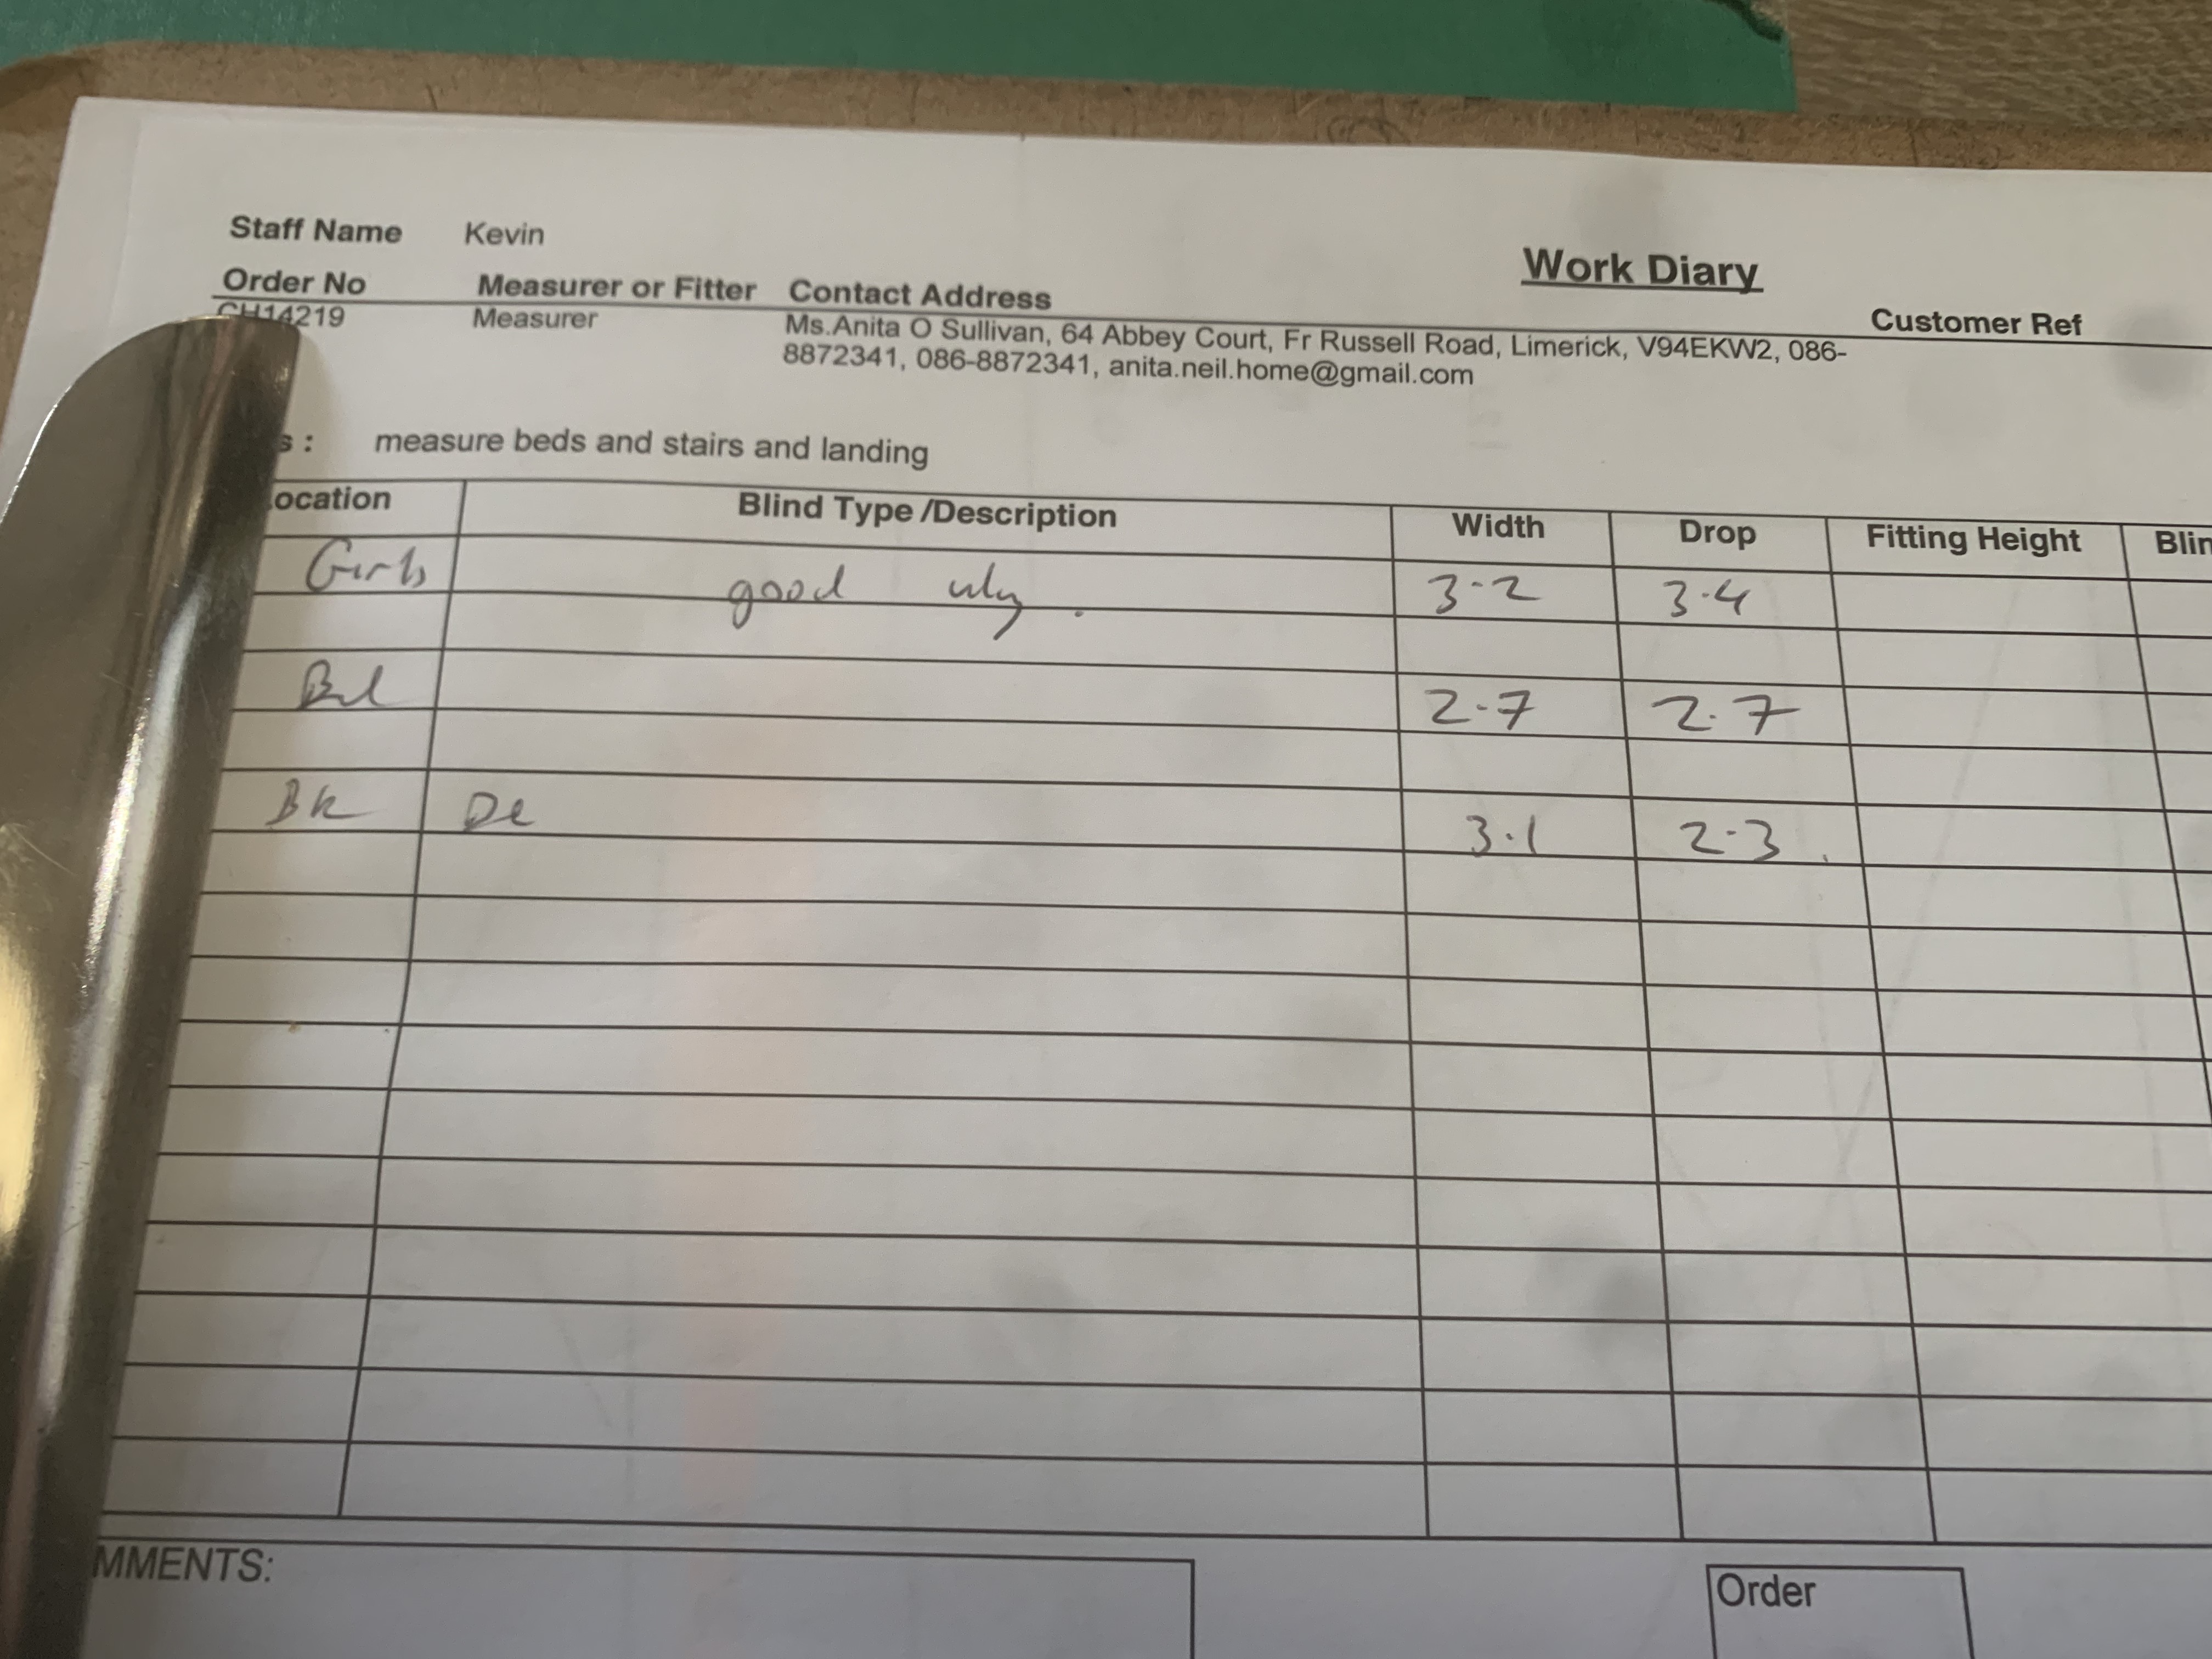 Work Diary
Staff Name Kevin
Order No Measurer or Fitter Contact Address Customer Ref
CH14219 Measurer Ms.Anita O Sullivan, 64 Abbey Court, Fr Russell Road, Limerick, V94EKW2, 086-
8872341, 086-8872341, anita.neil.home@gmail.com
s : measure beds and stairs and landing
ocation Blind Type /Description Width Drop Fitting Height Blin
Girls good 3.2 3.4
2.7 2.7
Bk De 3.1 2.3
MMENTS:
Order